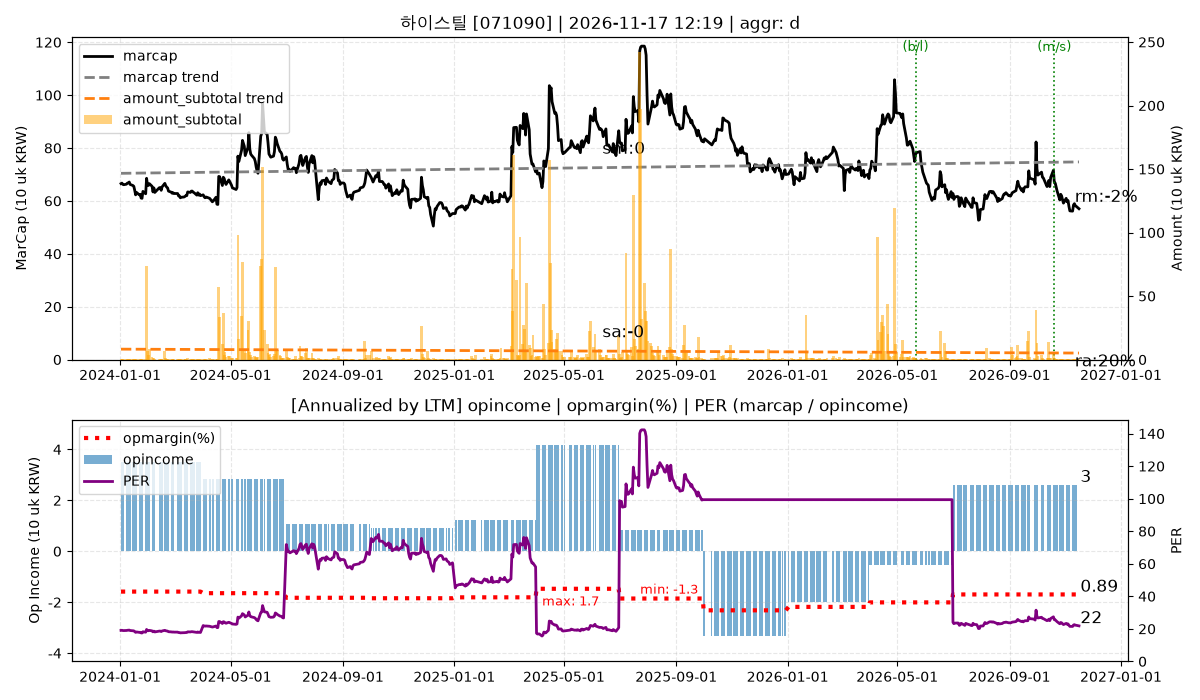 하이스틸 [071090] | 2026-11-17 12:19 | aggr: d
(b/l)
(m/s)
marcap
marcap trend
amount_subtotal trend
amount_subtotal
MarCap (10 uk KRW)
Amount (10 uk KRW)
120
100
80
60
40
20
0
250
200
150
100
50
0
sm:0
rm:-2%
sa:-0
ra:20%
2024-01-01
2024-05-01
2024-09-01
2025-01-01
2025-05-01
2025-09-01
2026-01-01
2026-05-01
2026-09-01
2027-01-01
[Annualized by LTM] opincome | opmargin(%) | PER (marcap / opincome)
opmargin(%)
opincome
PER
Op Income (10 uk KRW)
PER
4
2
0
-2
-4
140
120
100
80
60
40
20
0
3
min: -1.3
max: 1.7
0.89
22
2024-01-01
2024-05-01
2024-09-01
2025-01-01
2025-05-01
2025-09-01
2026-01-01
2026-05-01
2026-09-01
2027-01-01